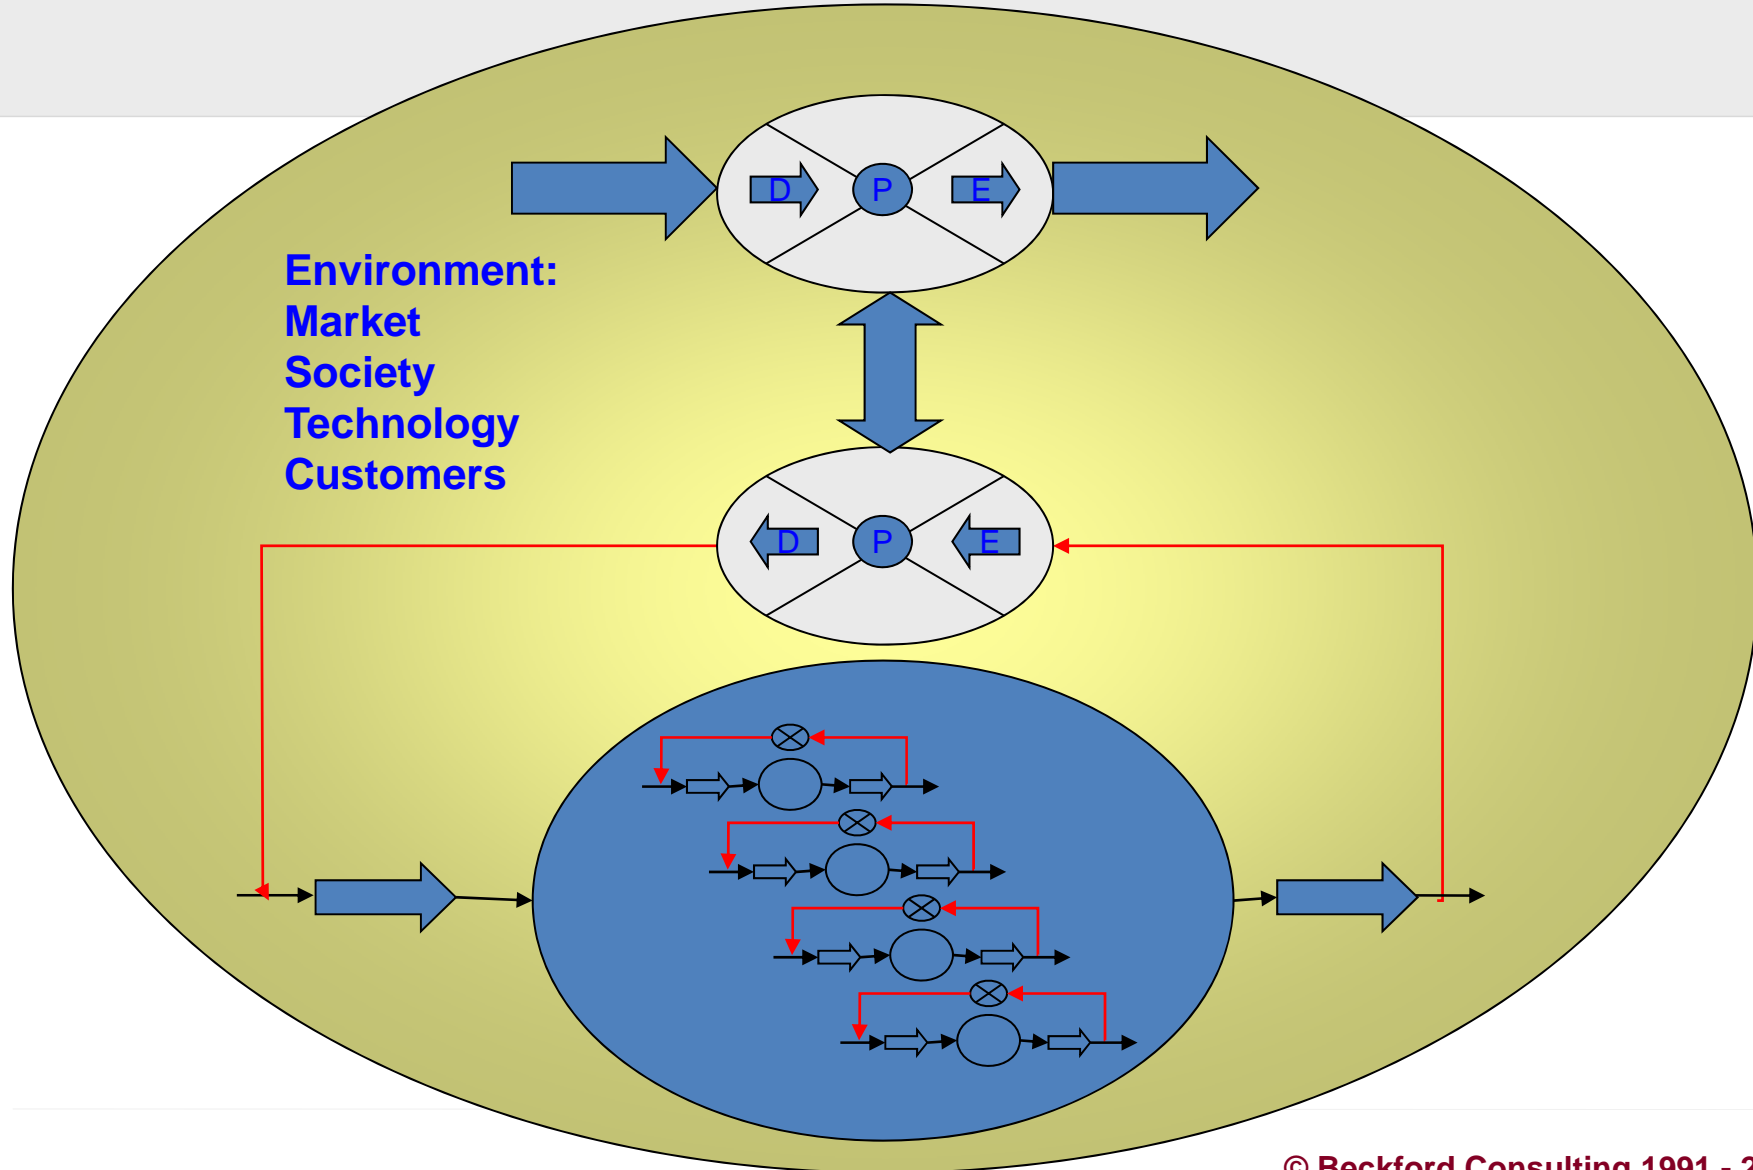 D P E
Environment:
Market
Society
Technology
Customers
D P E
© Beckford Consulting 1991 -